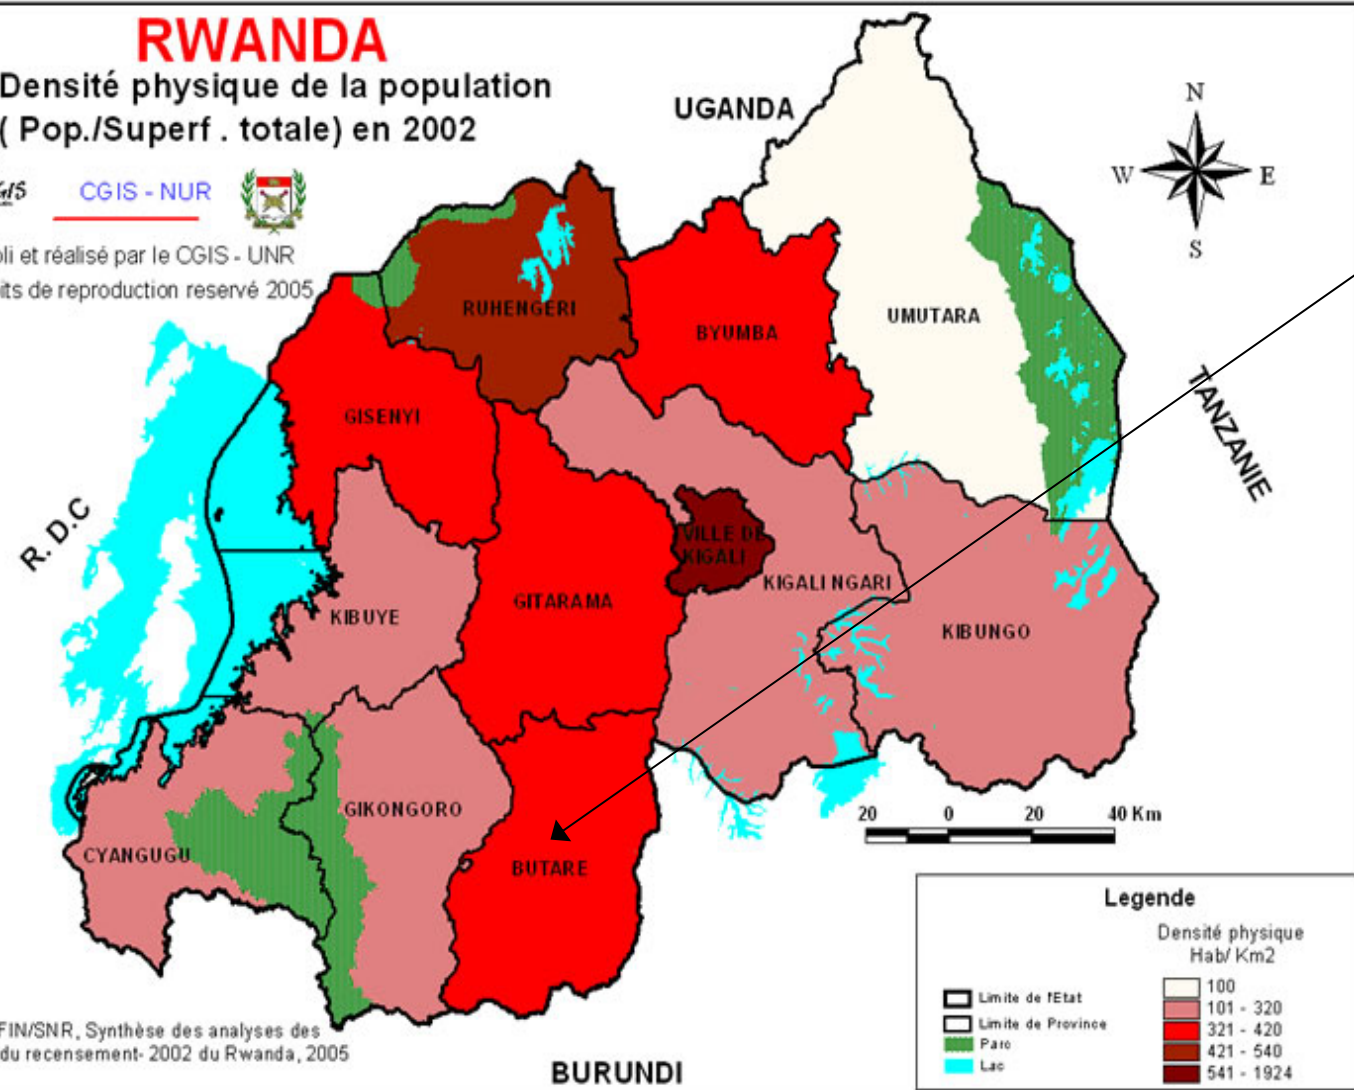 RWANDA
Densité physique de la population
( Pop./Superf . totale) en 2002
CGIS - NUR
et réalisé par le CGIS - UNR
de reproduction reservé 2005
UGANDA
N
W
E
S
RUHENGERI
BYUMBA
UMUTARA
TANZANIE
GISENYI
R. D.C
VILLE DE
KIGALI
KIGALI NGARI
KIBUYE
GITARAMA
KIBUNGO
GIKONGORO
CYANGUGU
BUTARE
20 0 20 40 Km
Legende
Densité physique
Hab/ Km2
100
101 - 320
321 - 420
421 - 540
541 - 1924
Limite de l'Etat
Limite de Province
Parc
Lac
FIN/SNR, Synthèse des analyses des
du recensement- 2002 du Rwanda, 2005
BURUNDI